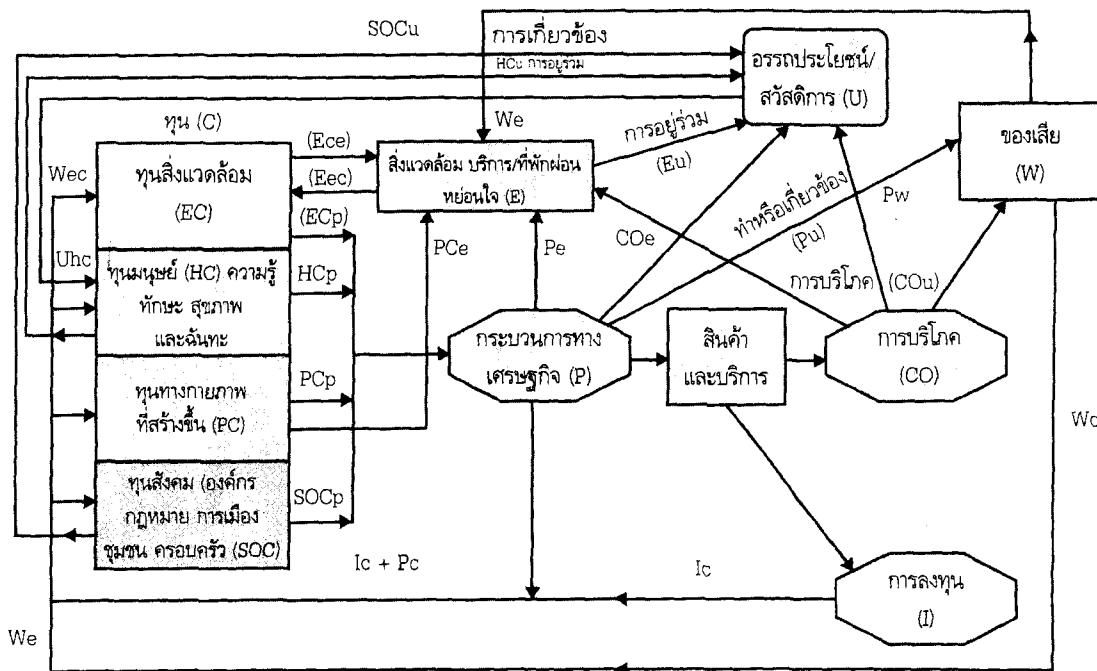 SOCu
การเกี่ยวข้อง
HCu การอยู่ร่วม
อรรถประโยชน์/
สวัสดิการ (U)
ทุน (C)
We
การอยู่ร่วม
(Eu)
ของเสีย
(W)
Wec
ทุนสิ่งแวดล้อม
(EC)
(Ece)
(Eec)
(ECp)
สิ่งแวดล้อม บริการ/ที่พักผ่อน
หย่อนใจ (E)
Uhc
ทุนมนุษย์ (HC) ความรู้
ทักษะ สุขภาพ
และฉันทะ
HCp
PCe
Pe
COe
ทำหรือเกี่ยวข้อง
(Pu)
Pw
การบริโภค (COu)
กระบวนการทาง
เศรษฐกิจ (P)
สินค้า
และบริการ
การบริโภค
(CO)
ทุนทางกายภาพ
ที่สร้างขึ้น (PC)
PCp
Wc
ทุนสังคม (องค์กร
กฎหมาย การเมือง
ชุมชน ครอบครัว (SOC)
SOCp
Ic + Pc
Ic
การลงทุน
(I)
We